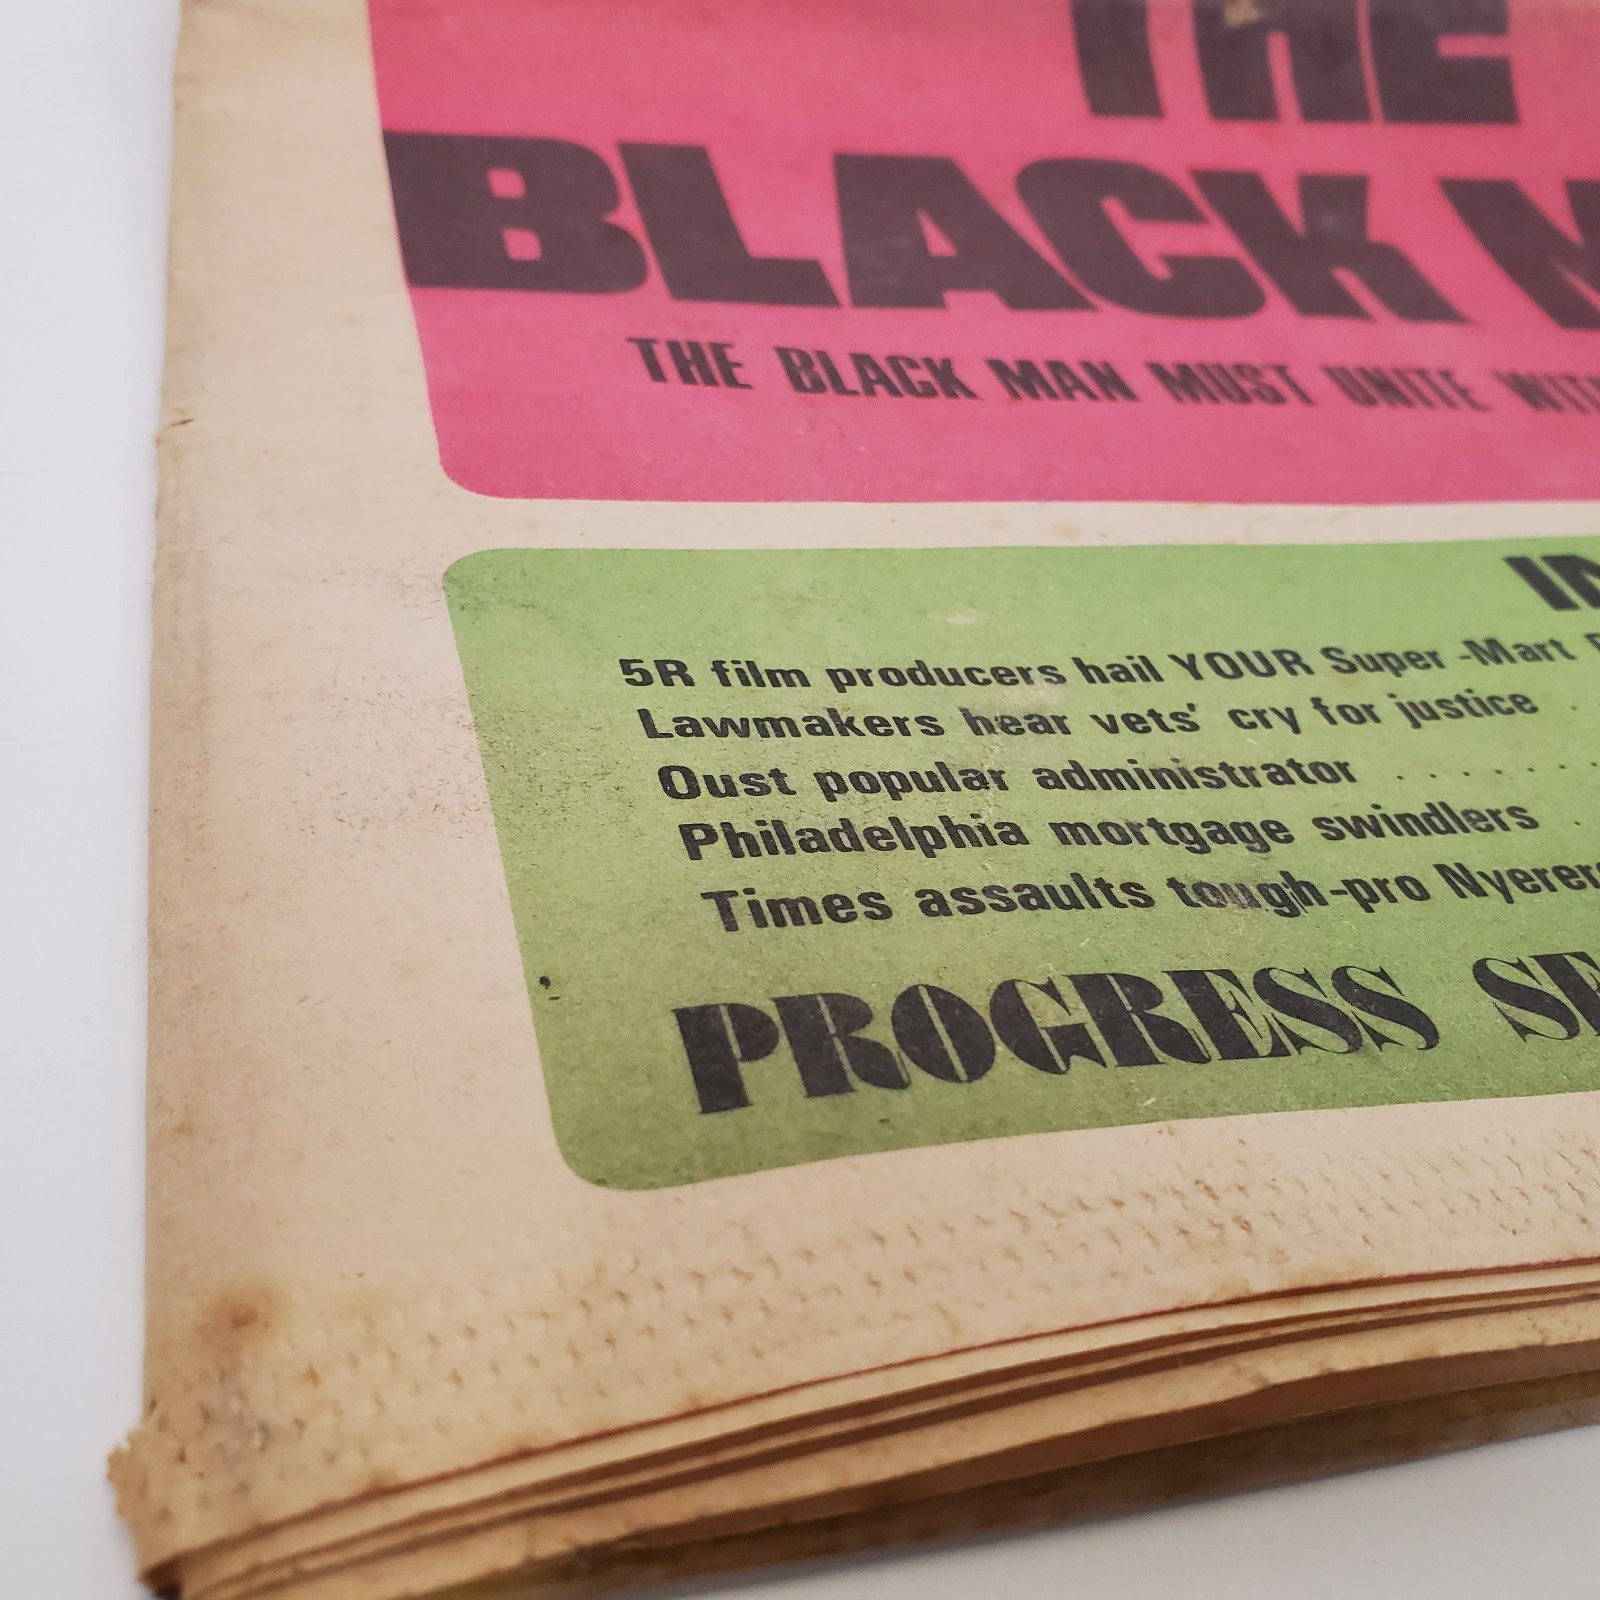 THE
BLACK
THE BLACK MAN MUST UNITE
5R film producers hail YOUR Super-Mart
Lawmakers hear vets' cry for justice .
Oust popular administrator . . . . . . .
Philadelphia mortgage swindlers .
Times assaults tough-pro
PROGRESS